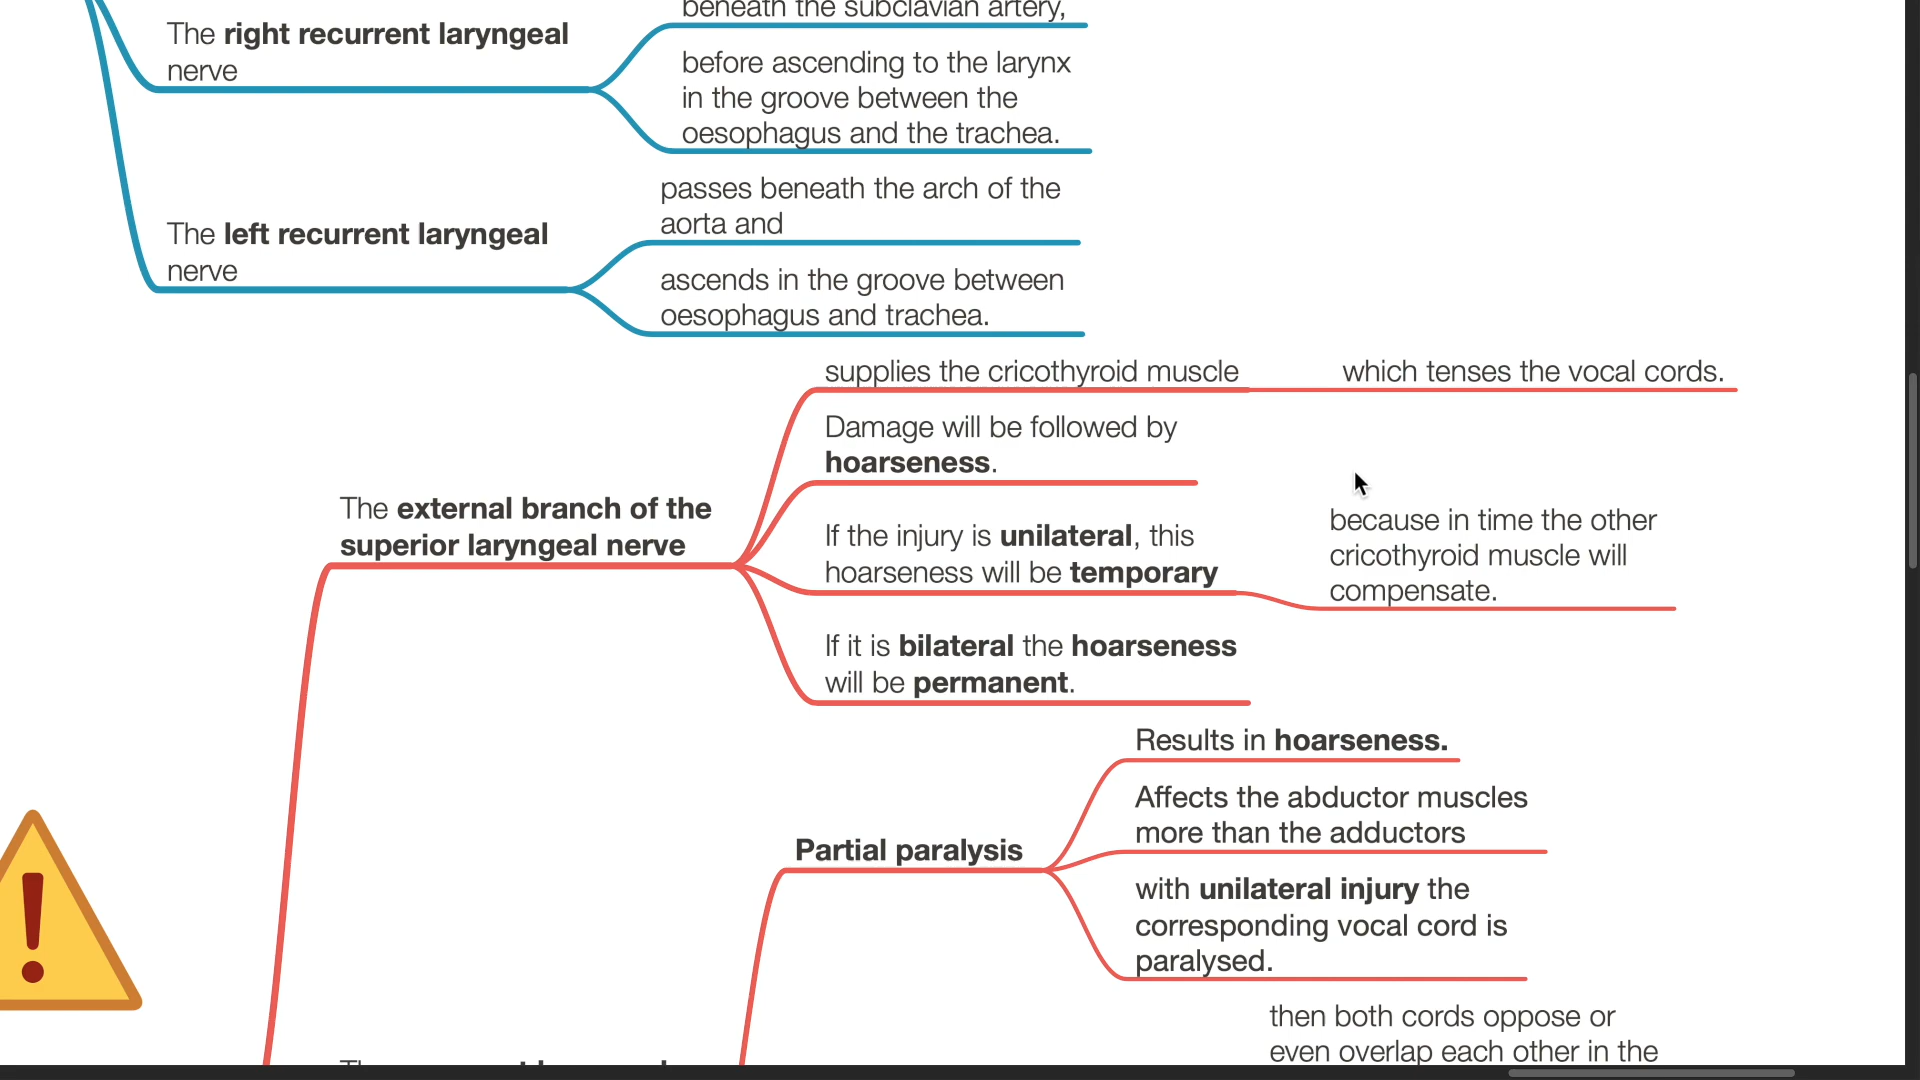 beneath the subclavian artery,
The right recurrent laryngeal
nerve
before ascending to the larynx
in the groove between the
oesophagus and the trachea.
passes beneath the arch of the
aorta and
The left recurrent laryngeal
nerve
ascends in the groove between
oesophagus and trachea.
supplies the cricothyroid muscle
which tenses the vocal cords.
Damage will be followed by
hoarseness.
The external branch of the
superior laryngeal nerve
If the injury is unilateral, this
hoarseness will be temporary
because in time the other
cricothyroid muscle will
compensate.
If it is bilateral the hoarseness
will be permanent.
Results in hoarseness.
Affects the abductor muscles
more than the adductors
Partial paralysis
with unilateral injury the
corresponding vocal cord is
paralysed.
then both cords oppose or
even overlap each other in the